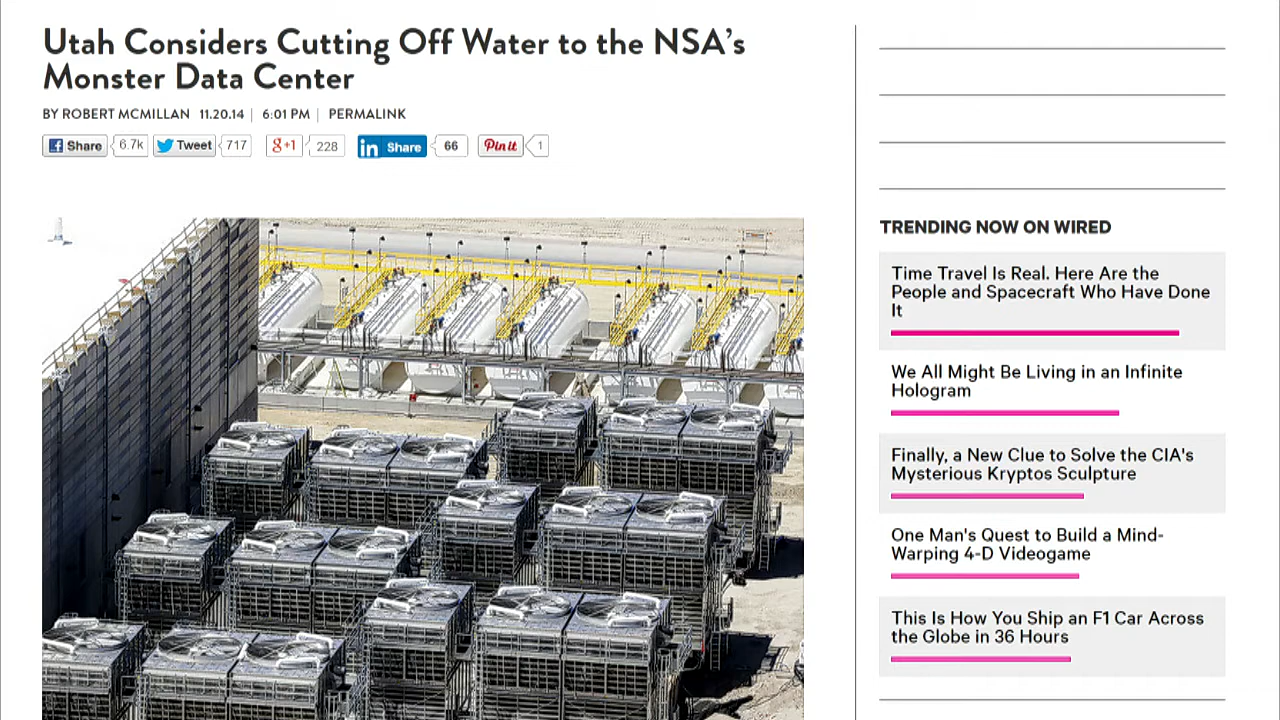 Utah Considers Cutting Off Water to the NSA's
Monster Data Center
BY ROBERT MCMILLAN 11.20.14 | 6:01 PM | PERMALINK
Share 6.7k Tweet 717 g+1 228 in Share 66 Pin it 1
TRENDING NOW ON WIRED
Time Travel Is Real. Here Are the
People and Spacecraft Who Have Done
It
We All Might Be Living in an Infinite
Hologram
Finally, a New Clue to Solve the CIA's
Mysterious Kryptos Sculpture
One Man's Quest to Build a Mind-
Warping 4-D Videogame
This Is How You Ship an F1 Car Across
the Globe in 36 Hours